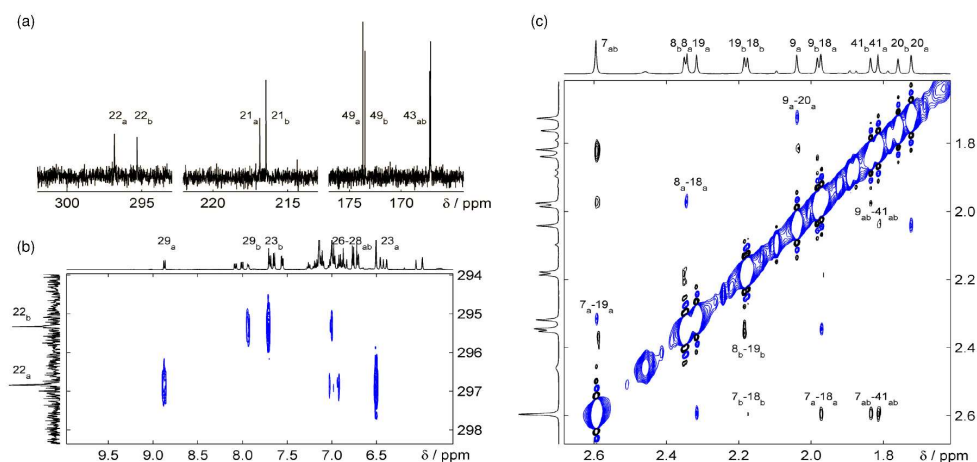 (a)
22a 22b 21a 21b 49a 49b 43ab
300 295 220 215 175 170 δ / ppm
(b)
29a 29b 23b 26-28ab 23a
294
22b
295
296
22a
297
298
9.5 9.0 8.5 8.0 7.5 7.0 6.5 δ / ppm
(c)
7ab 8b 8a 19a 19b 18b 9a 9b 18a 41b 41a 20b 20a
9a-20a
1.8
8a-18a
2.0
9ab-41ab
2.2
7a-19a
8b-19b
2.4
7b-18b 7a-18a 7ab-41ab
2.6
2.6 2.4 2.2 2.0 1.8 δ / ppm